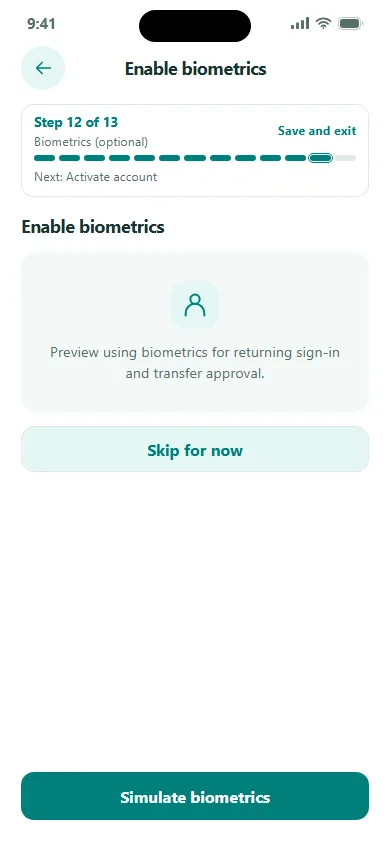 9:41
Enable biometrics
Step 12 of 13
Save and exit
Biometrics (optional)
Next: Activate account
Enable biometrics
Preview using biometrics for returning sign-in
and transfer approval.
Skip for now
Simulate biometrics